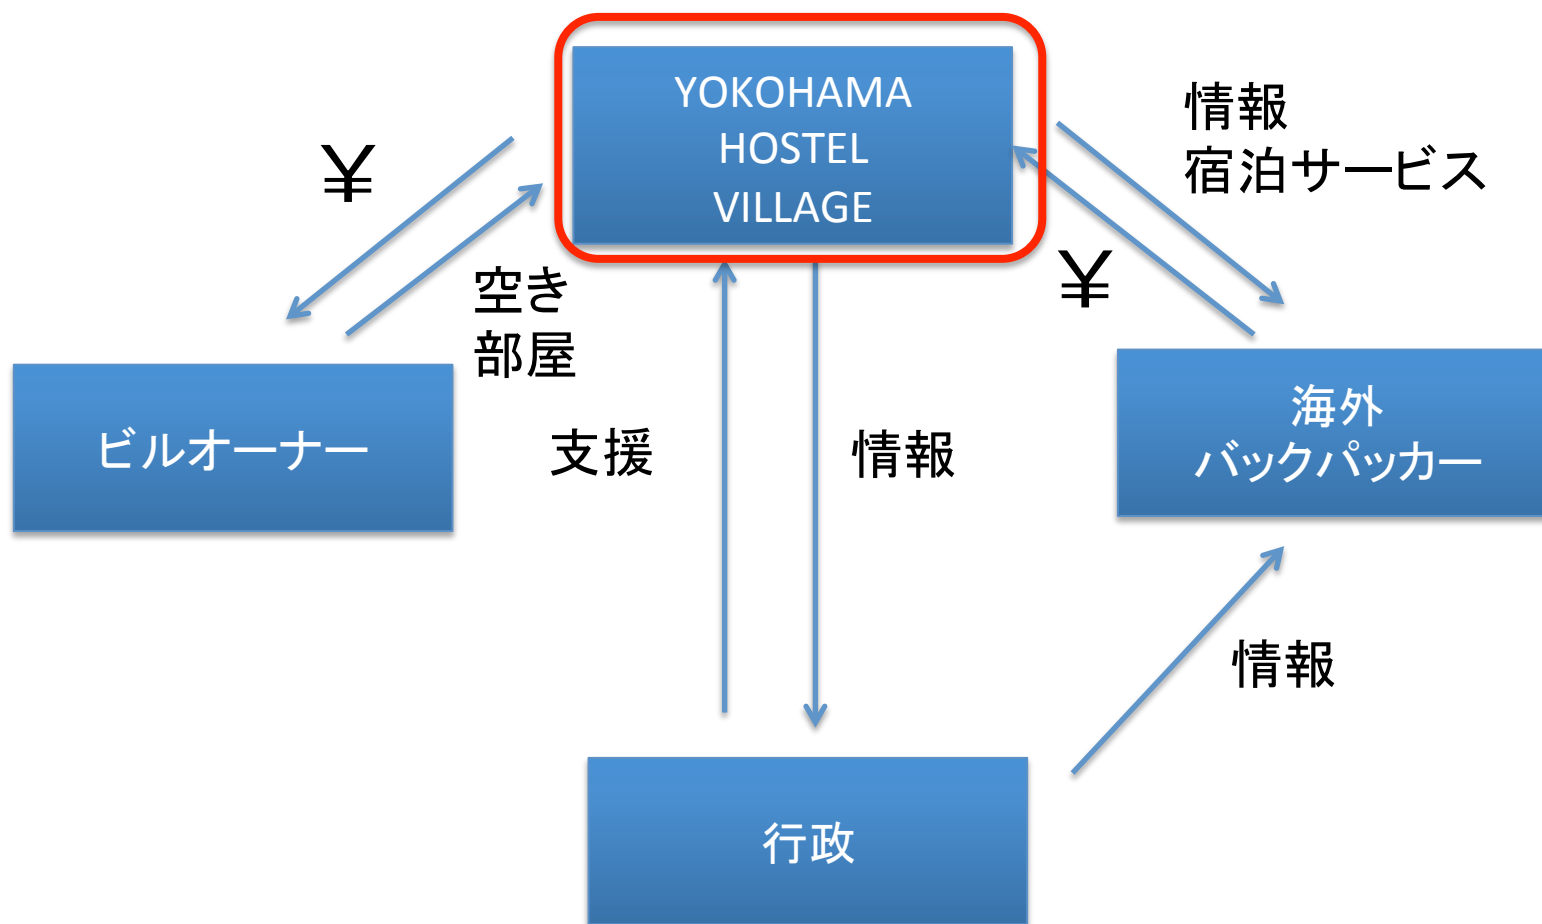 YOKOHAMA
HOSTEL
VILLAGE
情報
宿泊サービス
¥
空き
部屋
¥
ビルオーナー
支援
情報
海外
バックパッカー
情報
行政